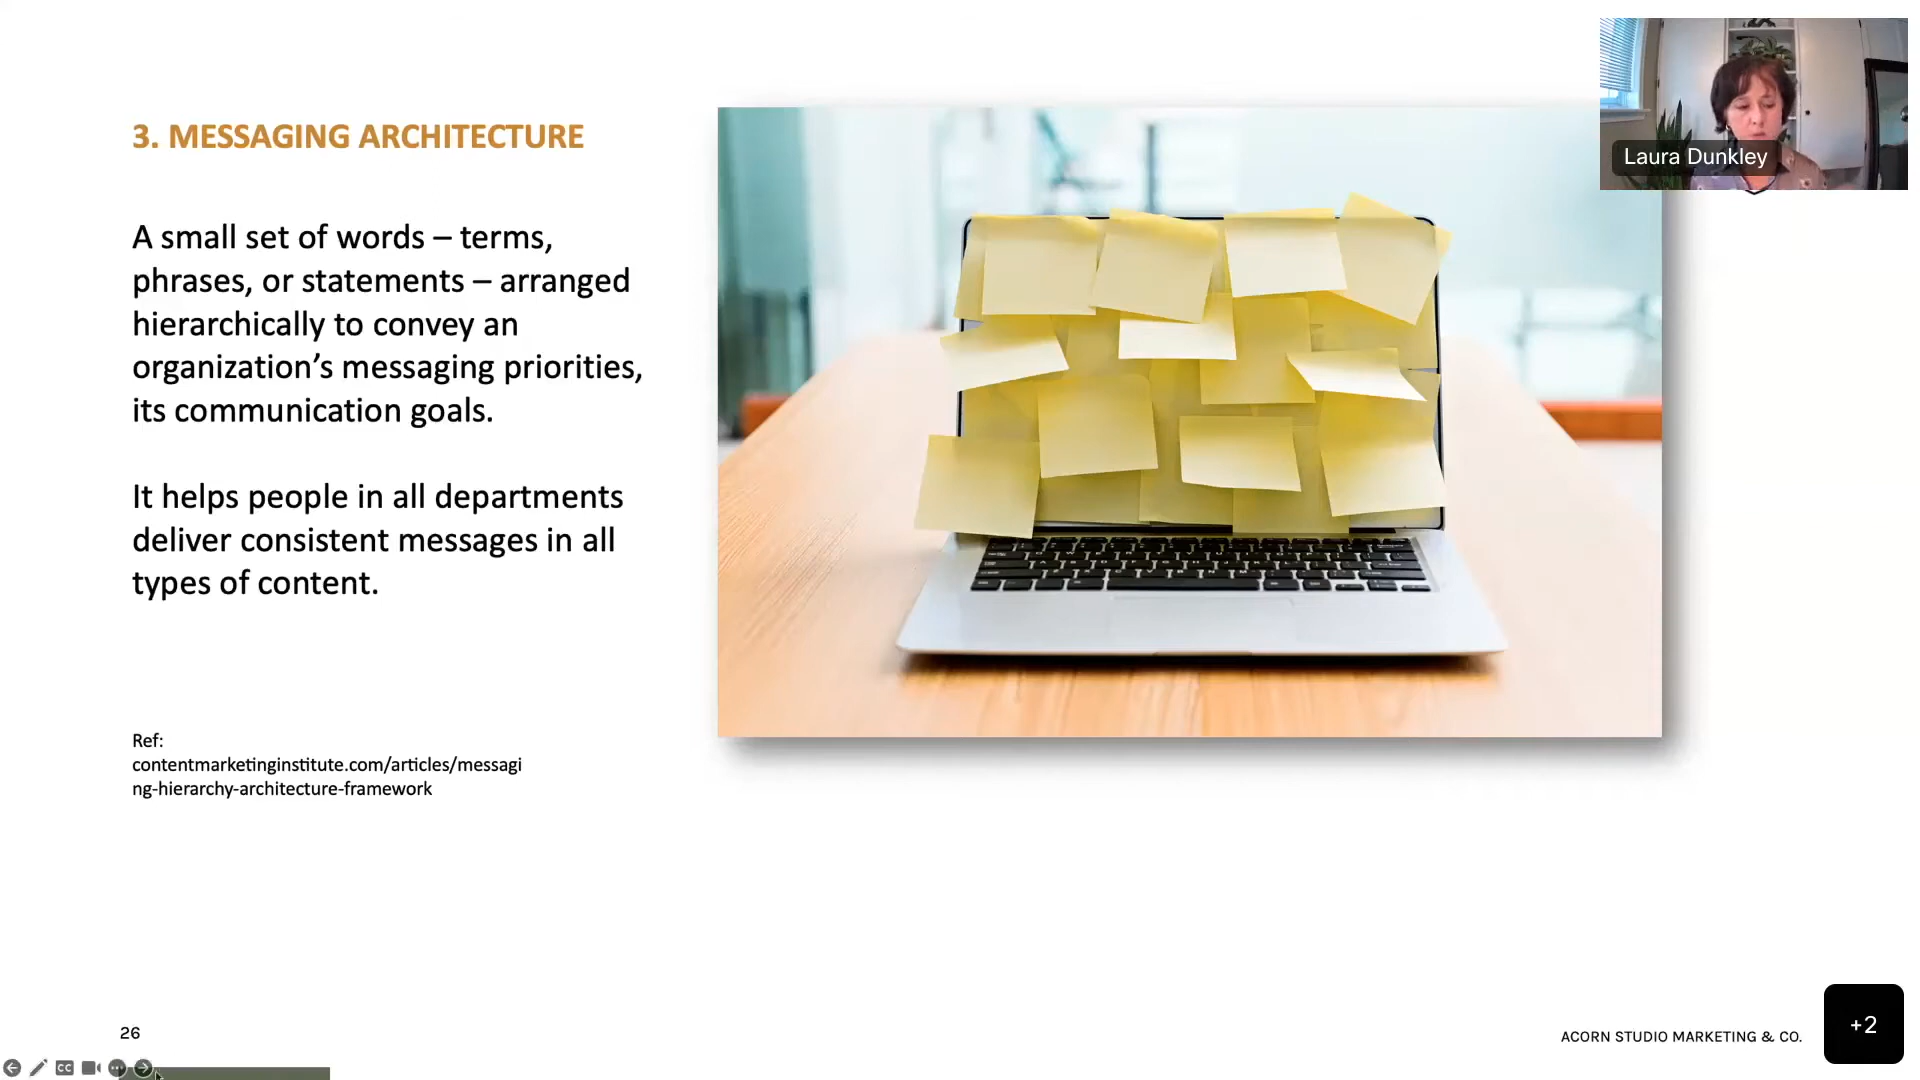 3. MESSAGING ARCHITECTURE
A small set of words – terms,
phrases, or statements – arranged
hierarchically to convey an
organization’s messaging priorities,
its communication goals.
It helps people in all departments
deliver consistent messages in all
types of content.
Ref:
contentmarketinginstitute.com/articles/messagi
ng-hierarchy-architecture-framework
Laura Dunkley
26
ACORN STUDIO MARKETING & CO.
+2
CC